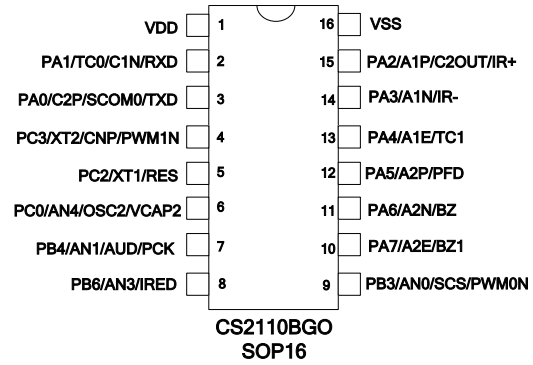 VDD 1 16 VSS
PA1/TC0/C1N/RXD 2 15 PA2/A1P/C2OUT/IR+
PA0/C2P/SCOM0/TXD 3 14 PA3/A1N/IR-
PC3/XT2/CNP/PWM1N 4 13 PA4/A1E/TC1
PC2/XT1/RES 5 12 PA5/A2P/PFD
PC0/AN4/OSC2/VCAP2 6 11 PA6/A2N/BZ
PB4/AN1/AUD/PCK 7 10 PA7/A2E/BZ1
PB6/AN3/IRED 8 9 PB3/AN0/SCS/PWM0N
CS2110BGO
SOP16